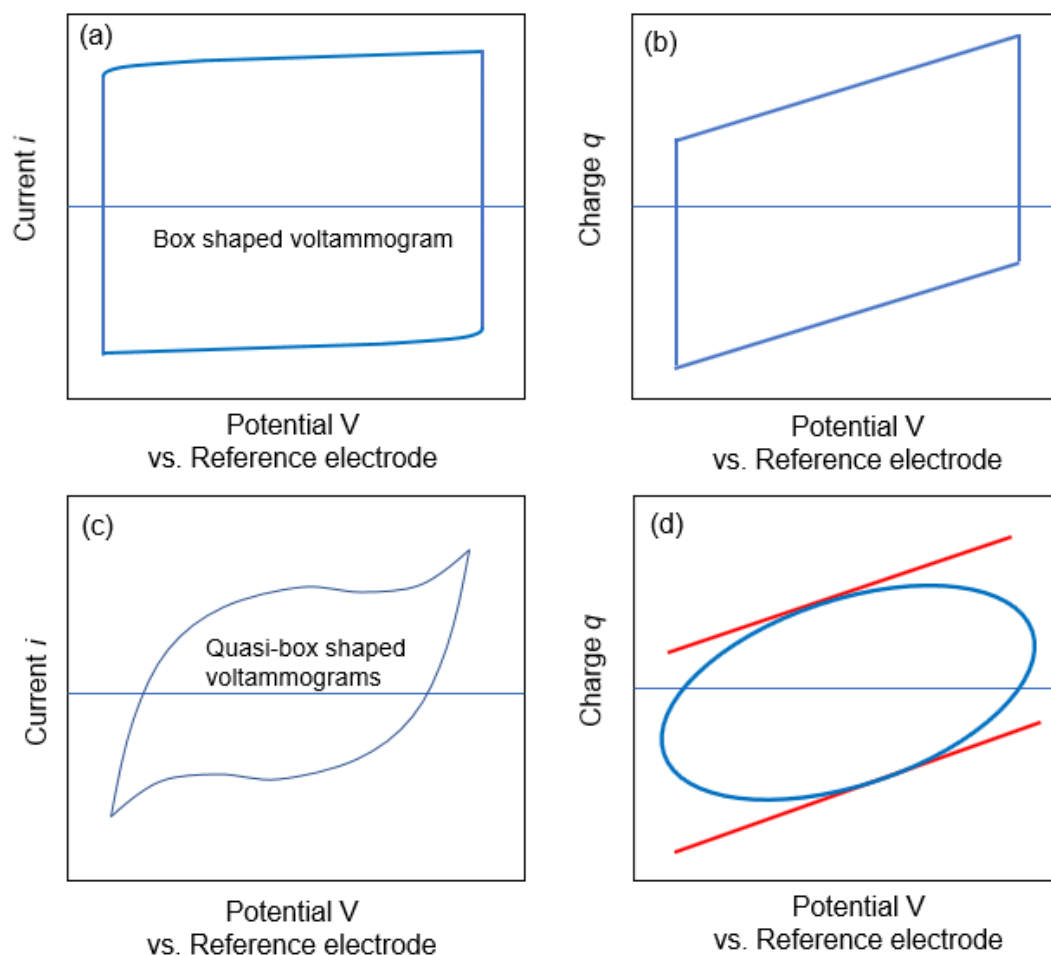 (a)
Current i
Box shaped voltammogram
Potential V
vs. Reference electrode
(b)
Charge q
Potential V
vs. Reference electrode
(c)
Current i
Quasi-box shaped
voltammograms
Potential V
vs. Reference electrode
(d)
Charge q
Potential V
vs. Reference electrode